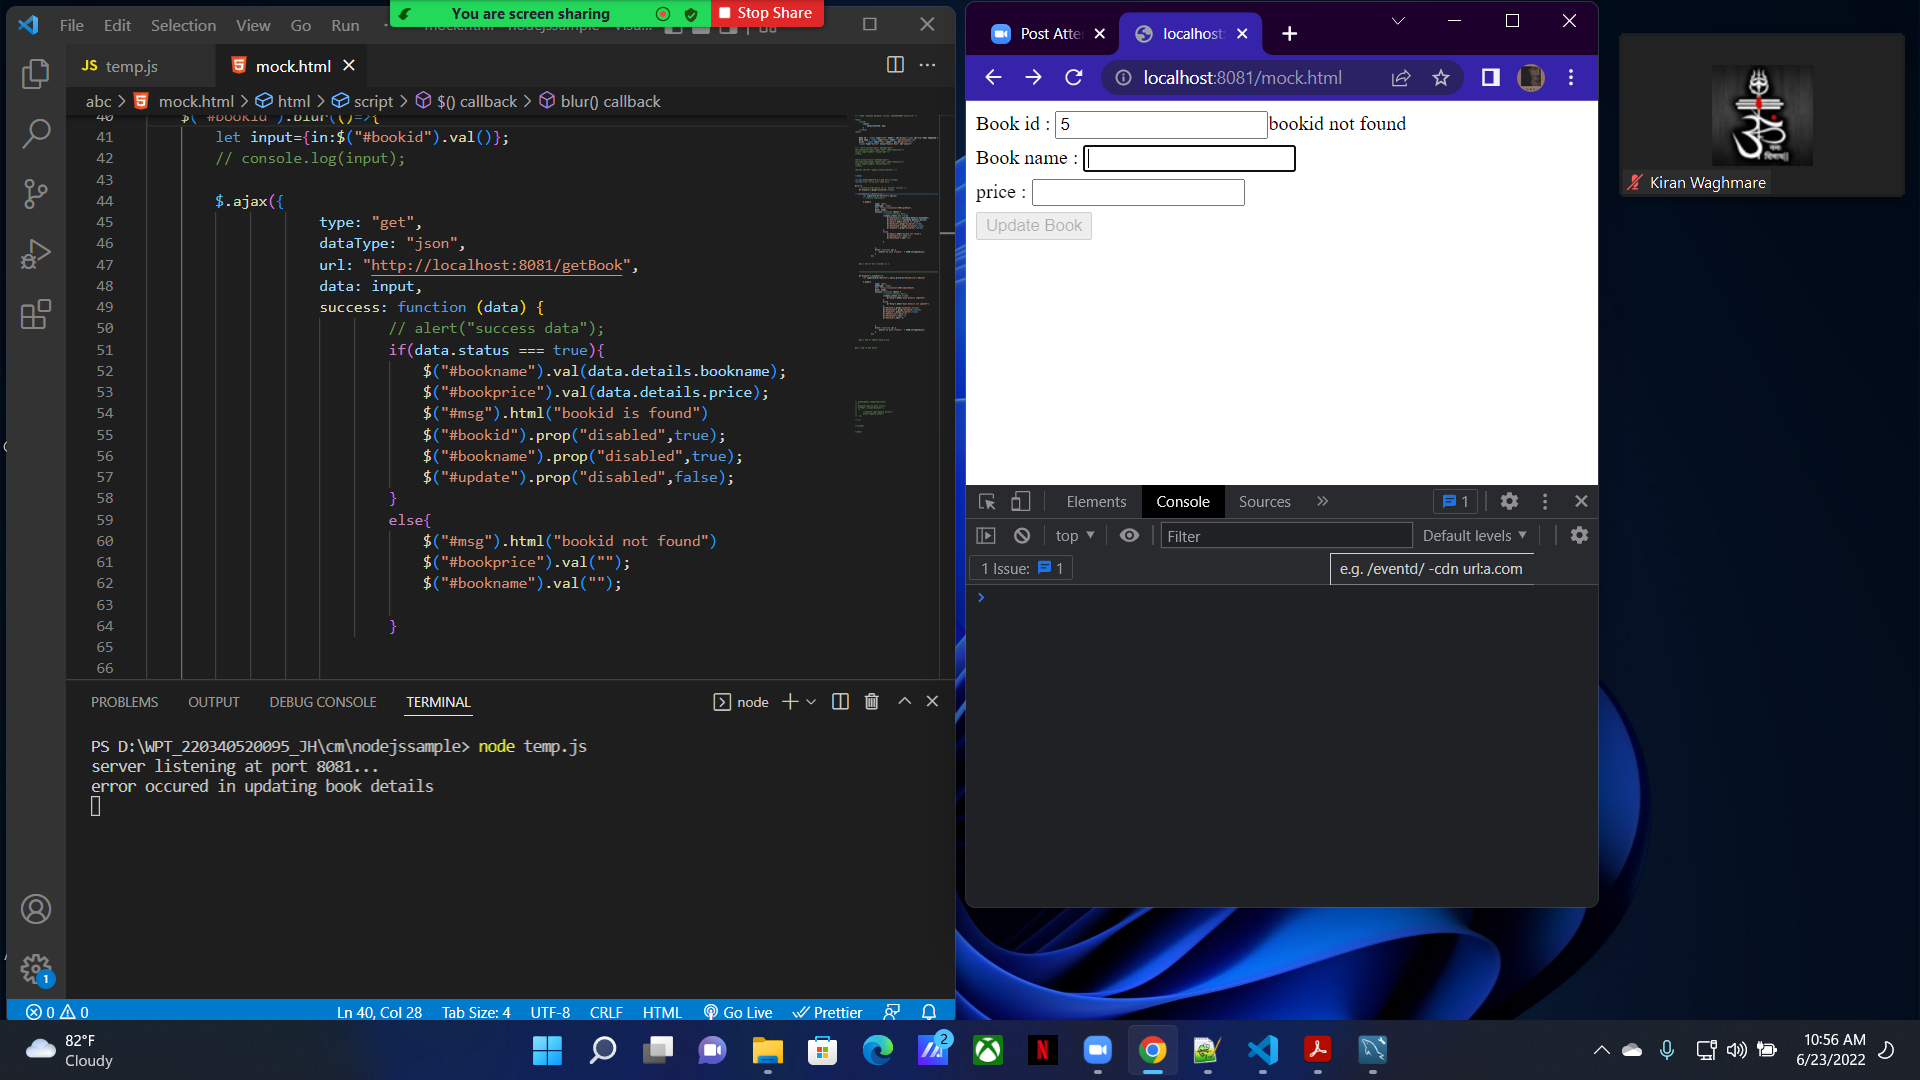 You are screen sharing
Stop Share
File Edit Selection View Go Run
JS temp.js
mock.html
abc > mock.html > html > script > $() callback > blur() callback
40 $("#bookid").blur(()=>{
41 let input={in:$("#bookid").val()};
42 // console.log(input);
43
44 $.ajax({
45 type: "get",
46 dataType: "json",
47 url: "http://localhost:8081/getBook",
48 data: input,
49 success: function (data) {
50 // alert("success data");
51 if(data.status === true){
52 $("#bookname").val(data.details.bookname);
53 $("#bookprice").val(data.details.price);
54 $("#msg").html("bookid is found")
55 $("#bookid").prop("disabled",true);
56 $("#bookname").prop("disabled",true);
57 $("#update").prop("disabled",false);
58 }
59 else{
60 $("#msg").html("bookid not found")
61 $("#bookprice").val("");
62 $("#bookname").val("");
63
64 }
65
66
PROBLEMS OUTPUT DEBUG CONSOLE TERMINAL
node
PS D:\WPT_220340520095_JH\cm\nodejssample> node temp.js
server listening at port 8081...
error occured in updating book details
1
0 0
Ln 40, Col 28 Tab Size: 4 UTF-8 CRLF HTML Go Live Prettier
Post Atte
localhost:
localhost:8081/mock.html
Book id : 5 bookid not found
Book name :
price :
Update Book
Elements Console Sources » 1
top Filter Default levels
1 Issue: 1
e.g. /eventd/ -cdn url:a.com
Kiran Waghmare
82°F
Cloudy
2
10:56 AM
6/23/2022